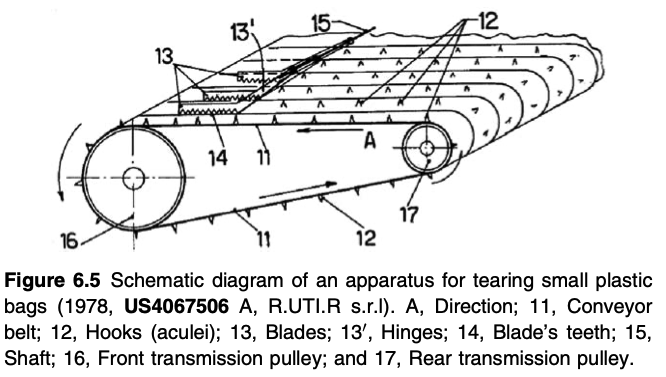 15
12
13'
13
14
11
A
17
16
11
12
Figure 6.5 Schematic diagram of an apparatus for tearing small plastic
bags (1978, US4067506 A, R.UTI.R s.r.l). A, Direction; 11, Conveyor
belt; 12, Hooks (aculei); 13, Blades; 13′, Hinges; 14, Blade's teeth; 15,
Shaft; 16, Front transmission pulley; and 17, Rear transmission pulley.